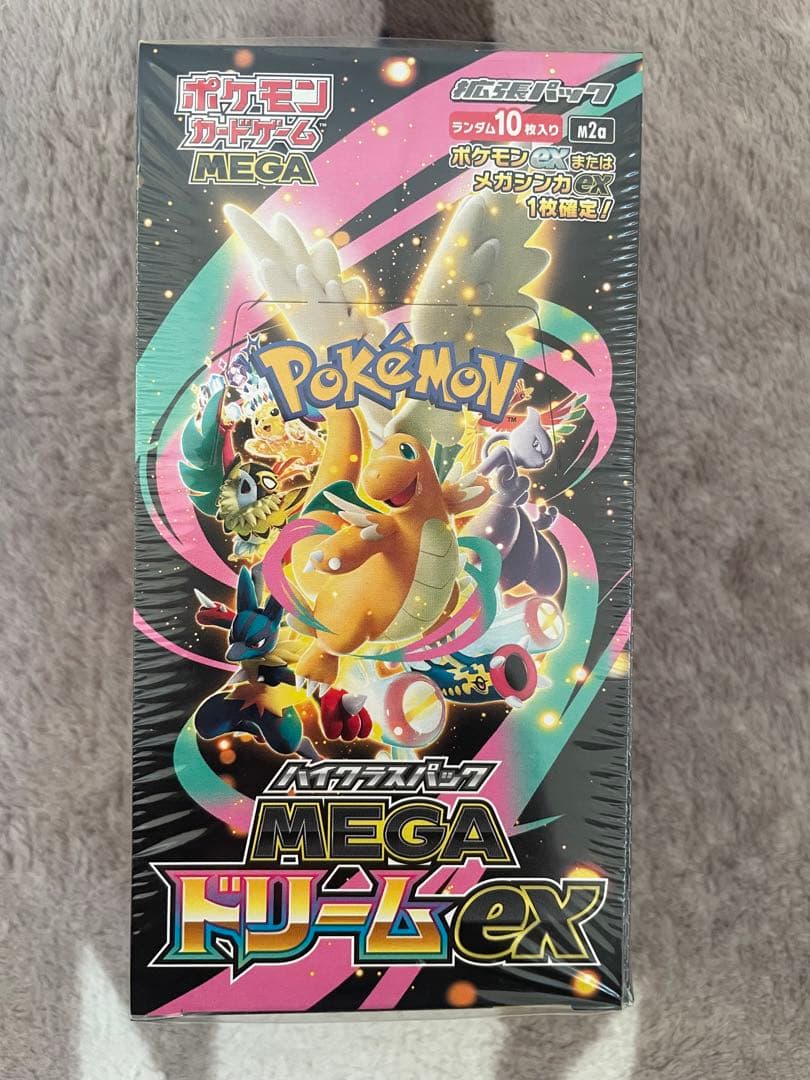 ポケモン
カードゲーム™
MEGA
拡張パック
ランダム10枚入り M2a
ポケモンexまたは
メガシンカex
1枚確定!
POKéMON™
ハイクラスパック
MEGA
ドリームex